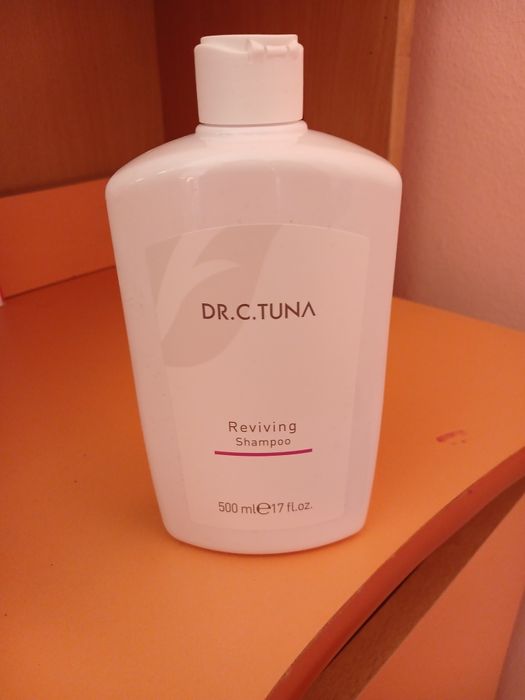 DR.C.TUNA
Reviving
Shampoo
500 ml℮17 fl.oz.